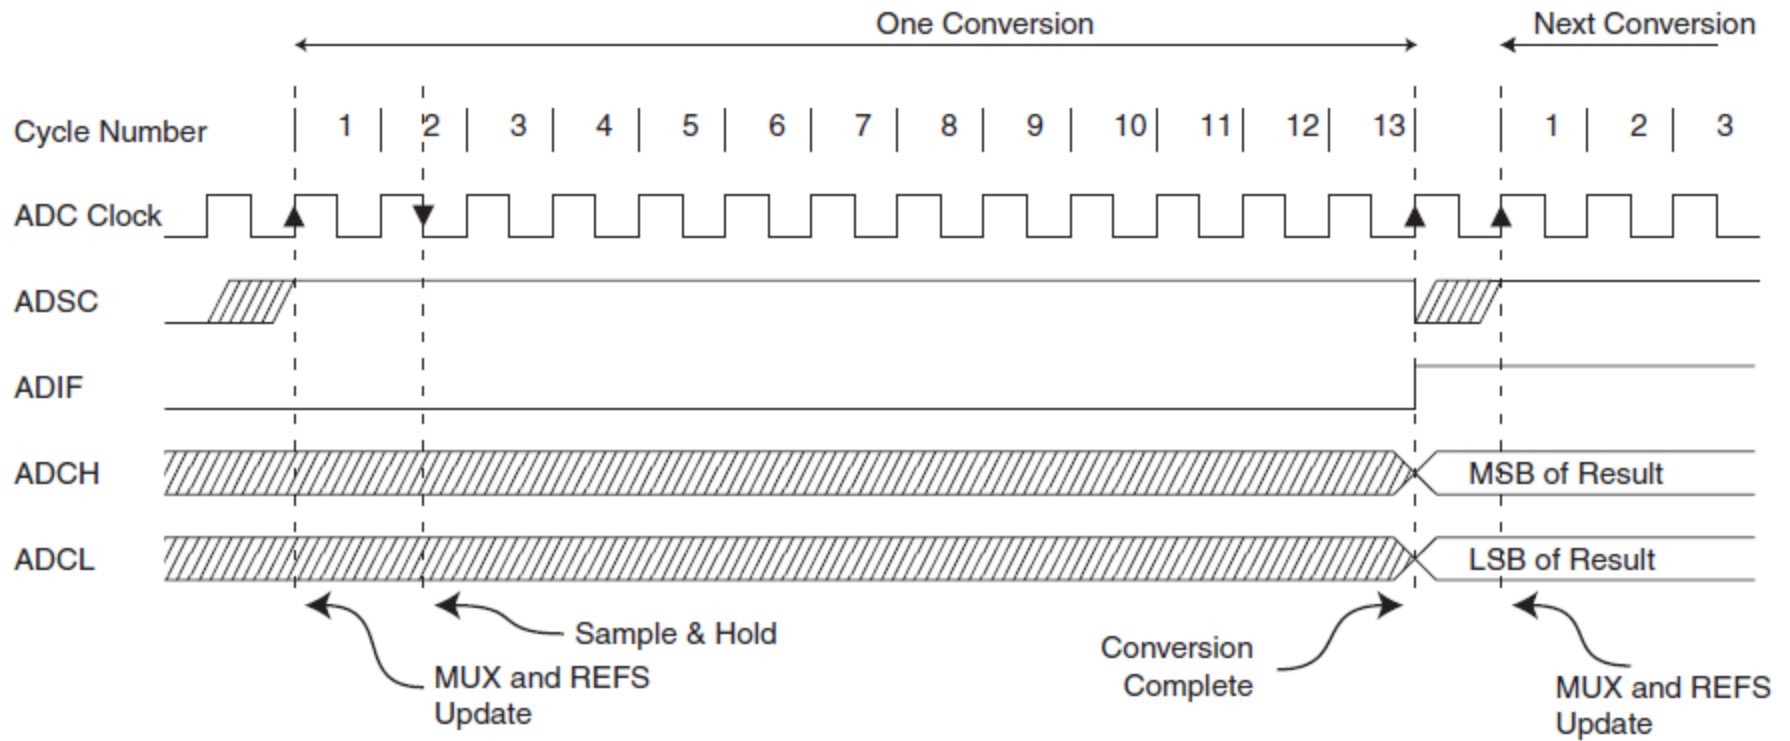 One Conversion
Next Conversion
Cycle Number 1 2 3 4 5 6 7 8 9 10 11 12 13 1 2 3
ADC Clock
ADSC
ADIF
ADCH MSB of Result
ADCL LSB of Result
Sample & Hold
MUX and REFS
Update
Conversion
Complete
MUX and REFS
Update